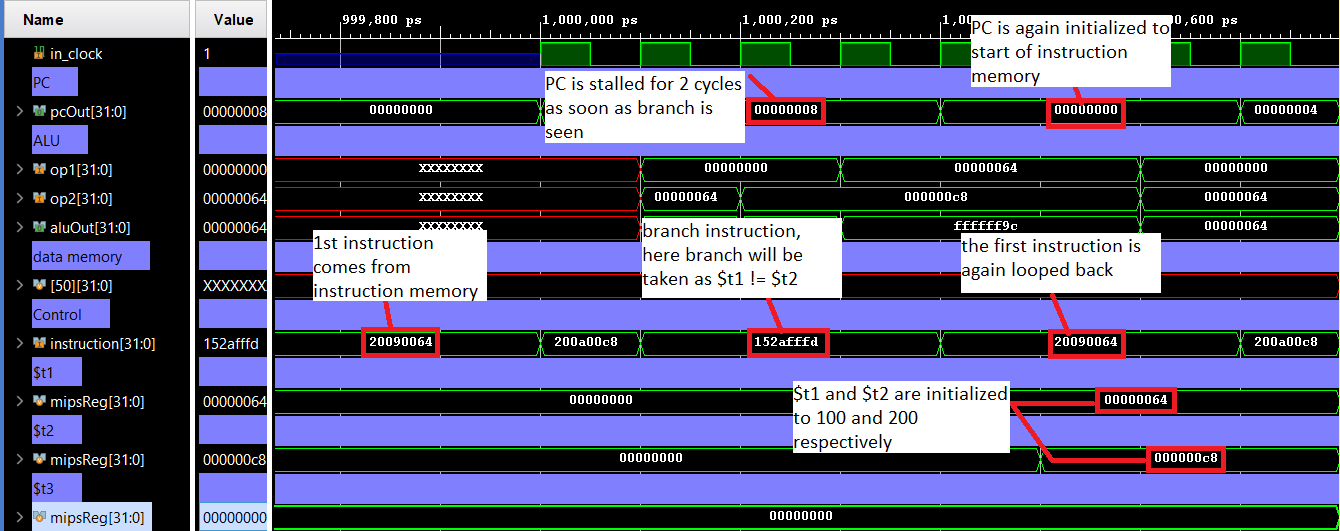 Name Value
999,800 ps 1,000,000 ps 1,000,200 ps 600 ps
in_clock 1
PC
pcOut[31:0] 00000008 00000000 00000008 00000000 00000004
ALU
op1[31:0] 00000000 XXXXXXXX 00000000 00000064 00000000
op2[31:0] 00000064 XXXXXXXX 00000064 000000c8 00000064
aluOut[31:0] 00000064 XXXXXXXX ffffff9c 00000064
data memory
[50][31:0] XXXXXXXX
Control
instruction[31:0] 152afffd 20090064 200a00c8 152afffd 20090064 200a00c8
$t1
mipsReg[31:0] 00000064 00000000 00000064
$t2
mipsReg[31:0] 000000c8 00000000 000000c8
$t3
mipsReg[31:0] 00000000 00000000
PC is stalled for 2 cycles
as soon as branch is
seen
PC is again initialized to
start of instruction
memory
1st instruction
comes from
instruction memory
branch instruction,
here branch will be
taken as $t1 != $t2
the first instruction is
again looped back
$t1 and $t2 are initialized
to 100 and 200
respectively